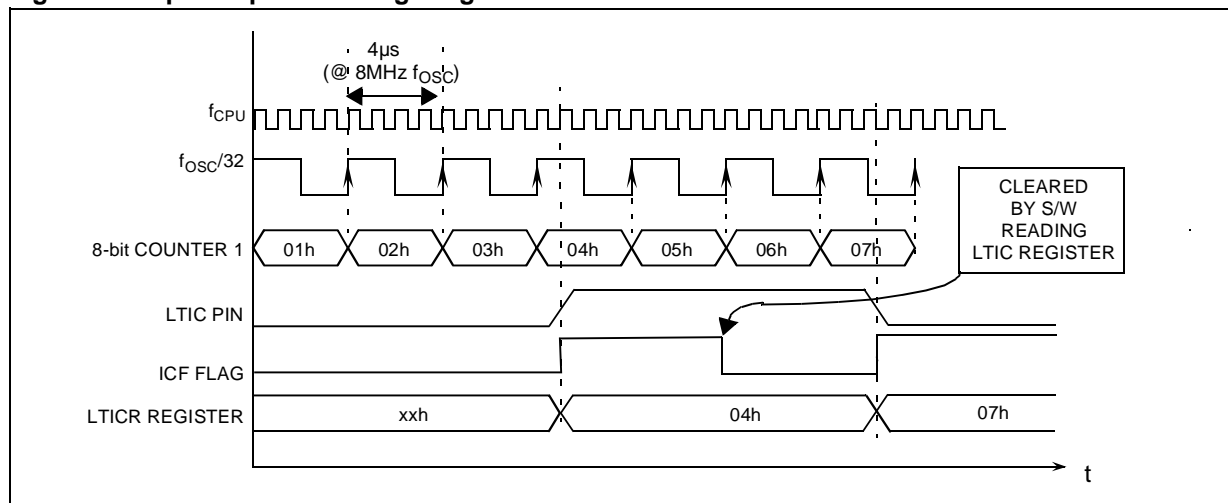 4µs
(@ 8MHz fOSC)
fCPU
fOSC/32
CLEARED
BY S/W
READING
LTIC REGISTER
8-bit COUNTER 1
01h
02h
03h
04h
05h
06h
07h
LTIC PIN
ICF FLAG
LTICR REGISTER
xxh
04h
07h
t